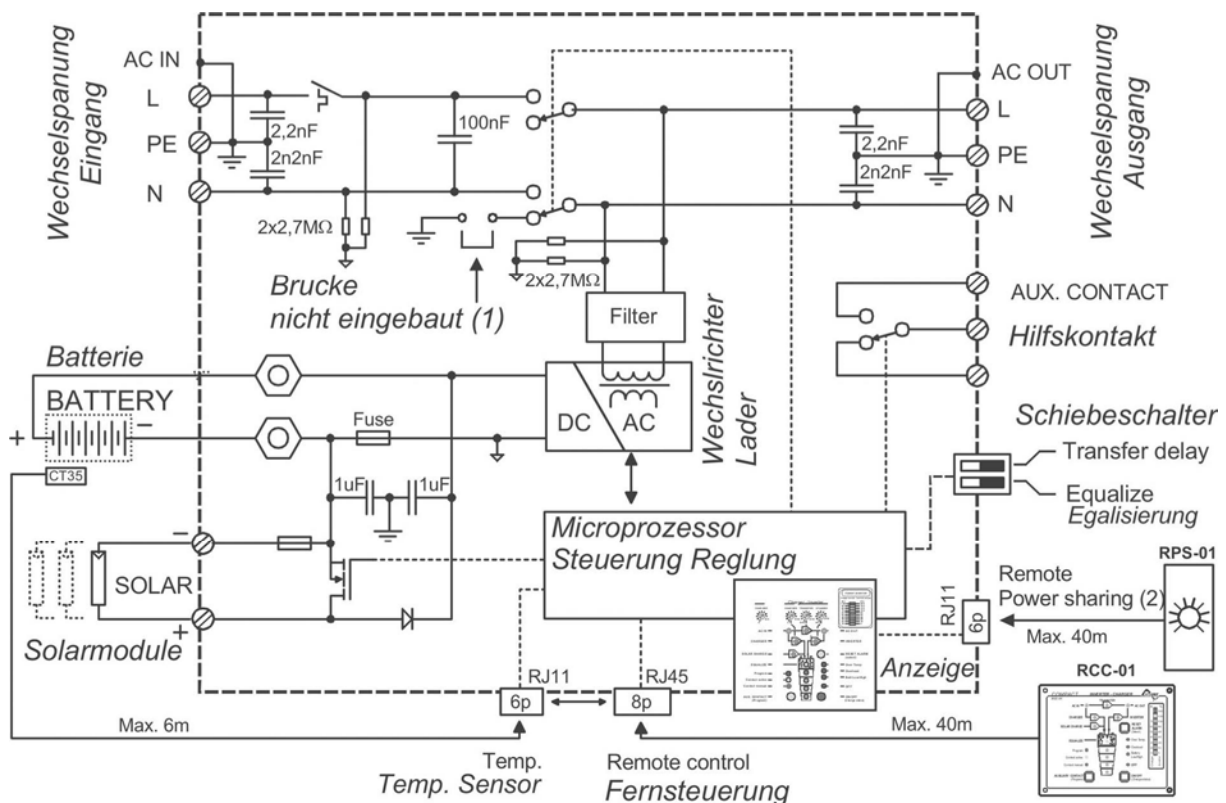 AC IN
L
PE
N
Wechselspanung
Eingang
2,2nF
2n2nF
100nF
2x2,7MΩ
2x2,7MΩ
AC OUT
L
PE
N
2,2nF
2n2nF
Wechselspanung
Ausgang
Brucke
nicht eingebaut (1)
Filter
AUX. CONTACT
Hilfskontakt
Batterie
BATTERY
+
−
CT35
Fuse
DC
AC
Wechslrichter
Lader
Schiebeschalter
Transfer delay
Equalize
Egalisierung
1uF
1uF
Microprozessor
Steuerung Reglung
−
SOLAR
+
Solarmodule
Anzeige
RJ11
6p
Remote
Power sharing (2)
Max. 40m
RPS-01
RCC-01
RJ11
6p
RJ45
8p
Max. 6m
Max. 40m
Temp.
Temp. Sensor
Remote control
Fernsteuerung